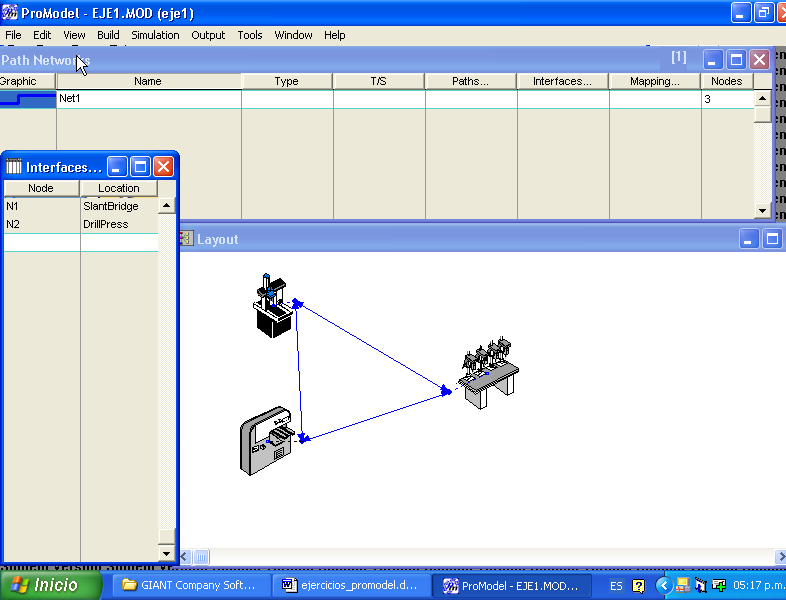 ProModel - EJE1.MOD (eje1)
File Edit View Build Simulation Output Tools Window Help
Path Networks [1]
Graphic Name Type T/S Paths... Interfaces... Mapping... Nodes
Net1 3
Interfaces...
Node Location
N1 SlantBridge
N2 DrillPress
Layout
Inicio GIANT Company Soft... ejercicios_promodel.d... ProModel - EJE1.MOD... ES 05:17 p.m.